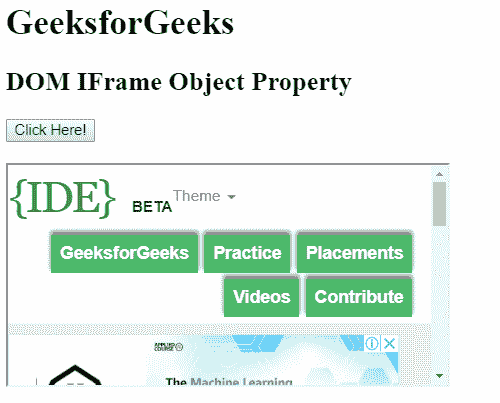 GeeksforGeeks
DOM IFrame Object Property
Click Here!
{IDE} BETA Theme
GeeksforGeeks Practice Placements
Videos Contribute
APPLIED COURSE
The Machine Learning